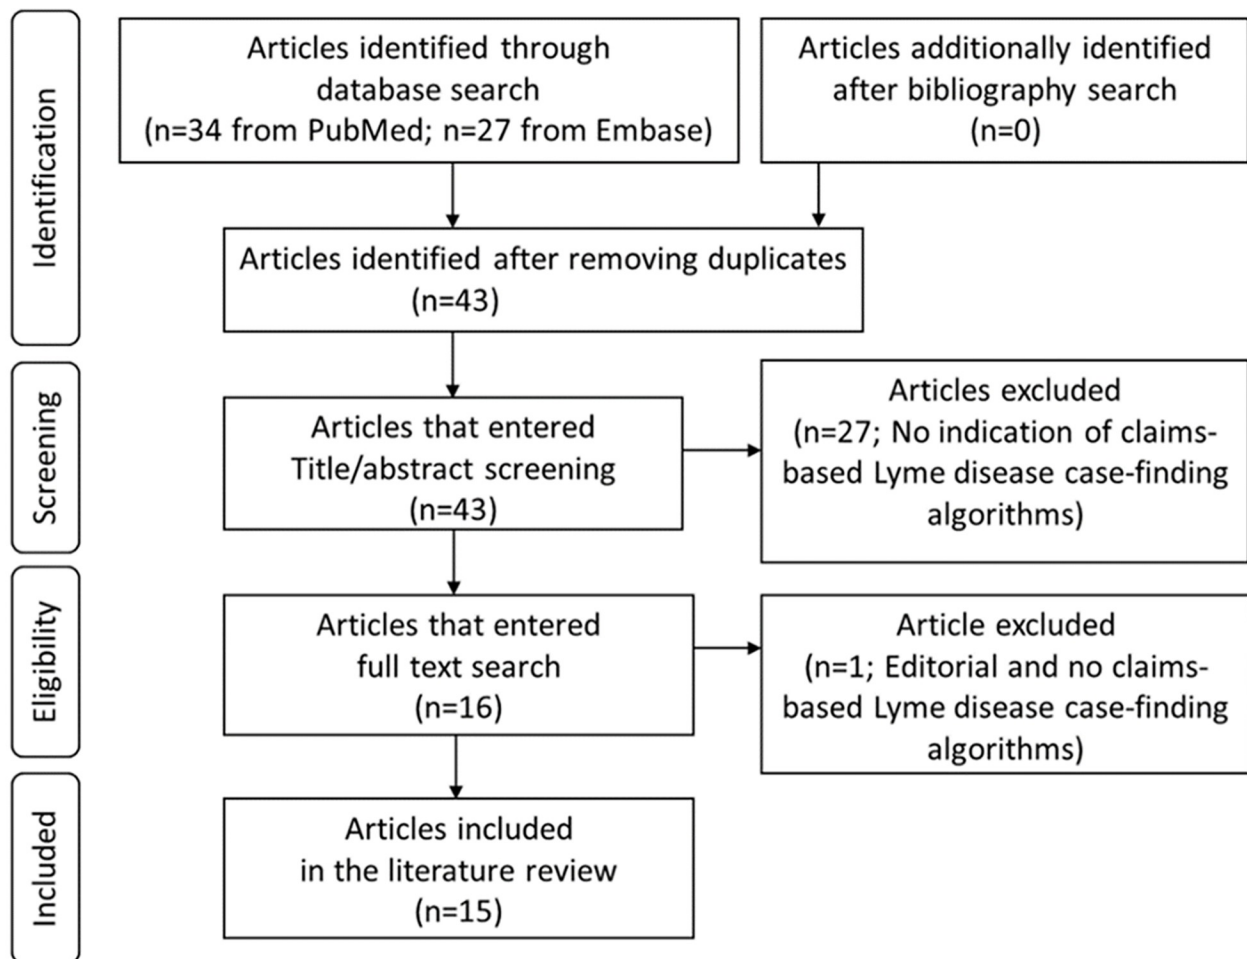 Identification
Articles identified through
database search
(n=34 from PubMed; n=27 from Embase)
Articles additionally identified
after bibliography search
(n=0)
Articles identified after removing duplicates
(n=43)
Screening
Articles that entered
Title/abstract screening
(n=43)
Articles excluded
(n=27; No indication of claims-
based Lyme disease case-finding
algorithms)
Eligibility
Articles that entered
full text search
(n=16)
Article excluded
(n=1; Editorial and no claims-
based Lyme disease case-finding
algorithms)
Included
Articles included
in the literature review
(n=15)